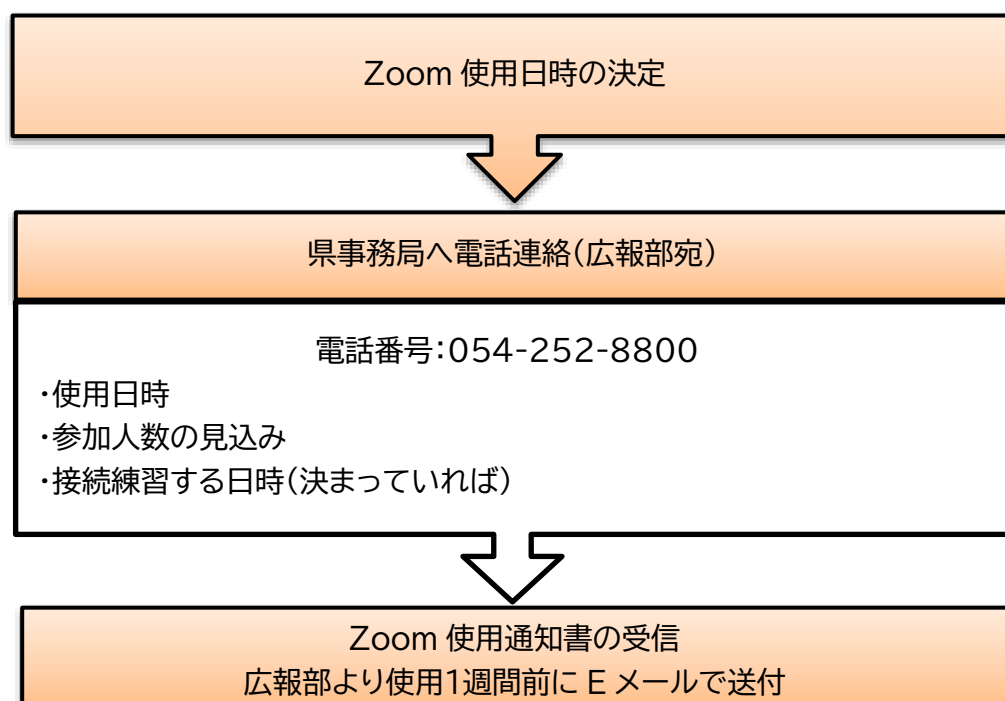 Zoom 使用日時の決定
県事務局へ電話連絡(広報部宛)
電話番号:054-252-8800
・使用日時
・参加人数の見込み
・接続練習する日時(決まっていれば)
Zoom 使用通知書の受信
広報部より使用1週間前に E メールで送付